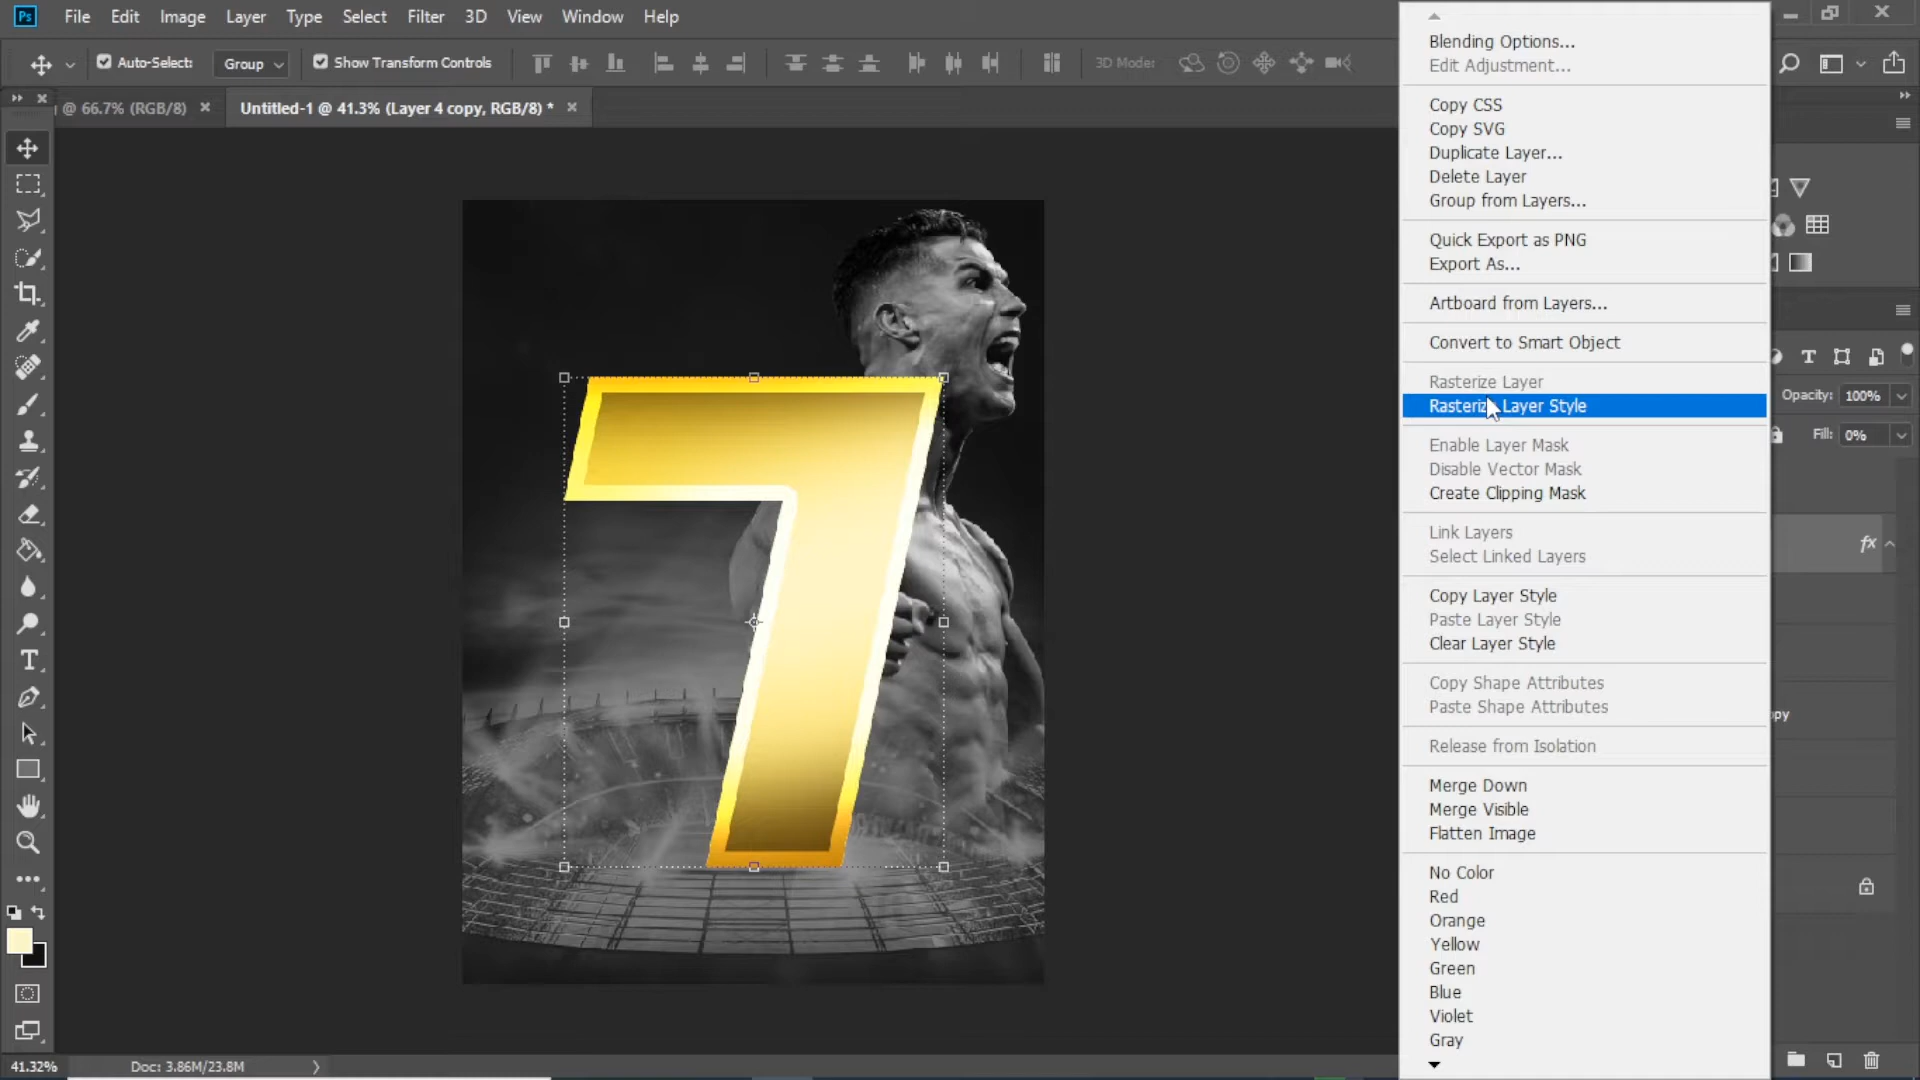 Ps File Edit Image Layer Type Select Filter 3D View Window Help
Auto-Select: Group Show Transform Controls 3D Mode:
@ 66.7% (RGB/8) × Untitled-1 @ 41.3% (Layer 4 copy, RGB/8) * ×
7
Blending Options...
Edit Adjustment...
Copy CSS
Copy SVG
Duplicate Layer...
Delete Layer
Group from Layers...
Quick Export as PNG
Export As...
Artboard from Layers...
Convert to Smart Object
Rasterize Layer
Rasterize Layer Style
Enable Layer Mask
Disable Vector Mask
Create Clipping Mask
Link Layers
Select Linked Layers
Copy Layer Style
Paste Layer Style
Clear Layer Style
Copy Shape Attributes
Paste Shape Attributes
Release from Isolation
Merge Down
Merge Visible
Flatten Image
No Color
Red
Orange
Yellow
Green
Blue
Violet
Gray
Opacity: 100%
Fill: 0%
fx
opy
41.32% Doc: 3.86M/23.8M